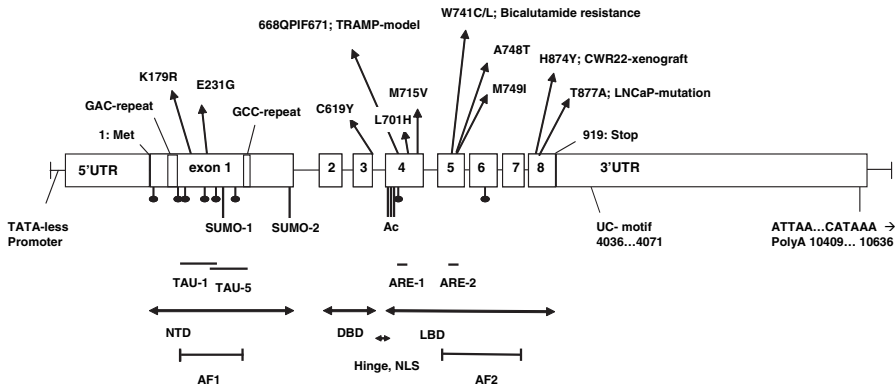 W741C/L; Bicalutamide resistance
668QPIF671; TRAMP-model
A748T
H874Y; CWR22-xenograft
K179R
E231G
M715V
M749I
T877A; LNCaP-mutation
GAC-repeat
GCC-repeat
C619Y
L701H
1: Met
919: Stop
5'UTR
exon 1
2
3
4
5
6
7
8
3'UTR
TATA-less
Promoter
SUMO-1
SUMO-2
Ac
UC- motif
4036...4071
ATTAA...CATAAA →
PolyA 10409... 10636
TAU-1
TAU-5
ARE-1
ARE-2
NTD
DBD
LBD
Hinge, NLS
AF1
AF2